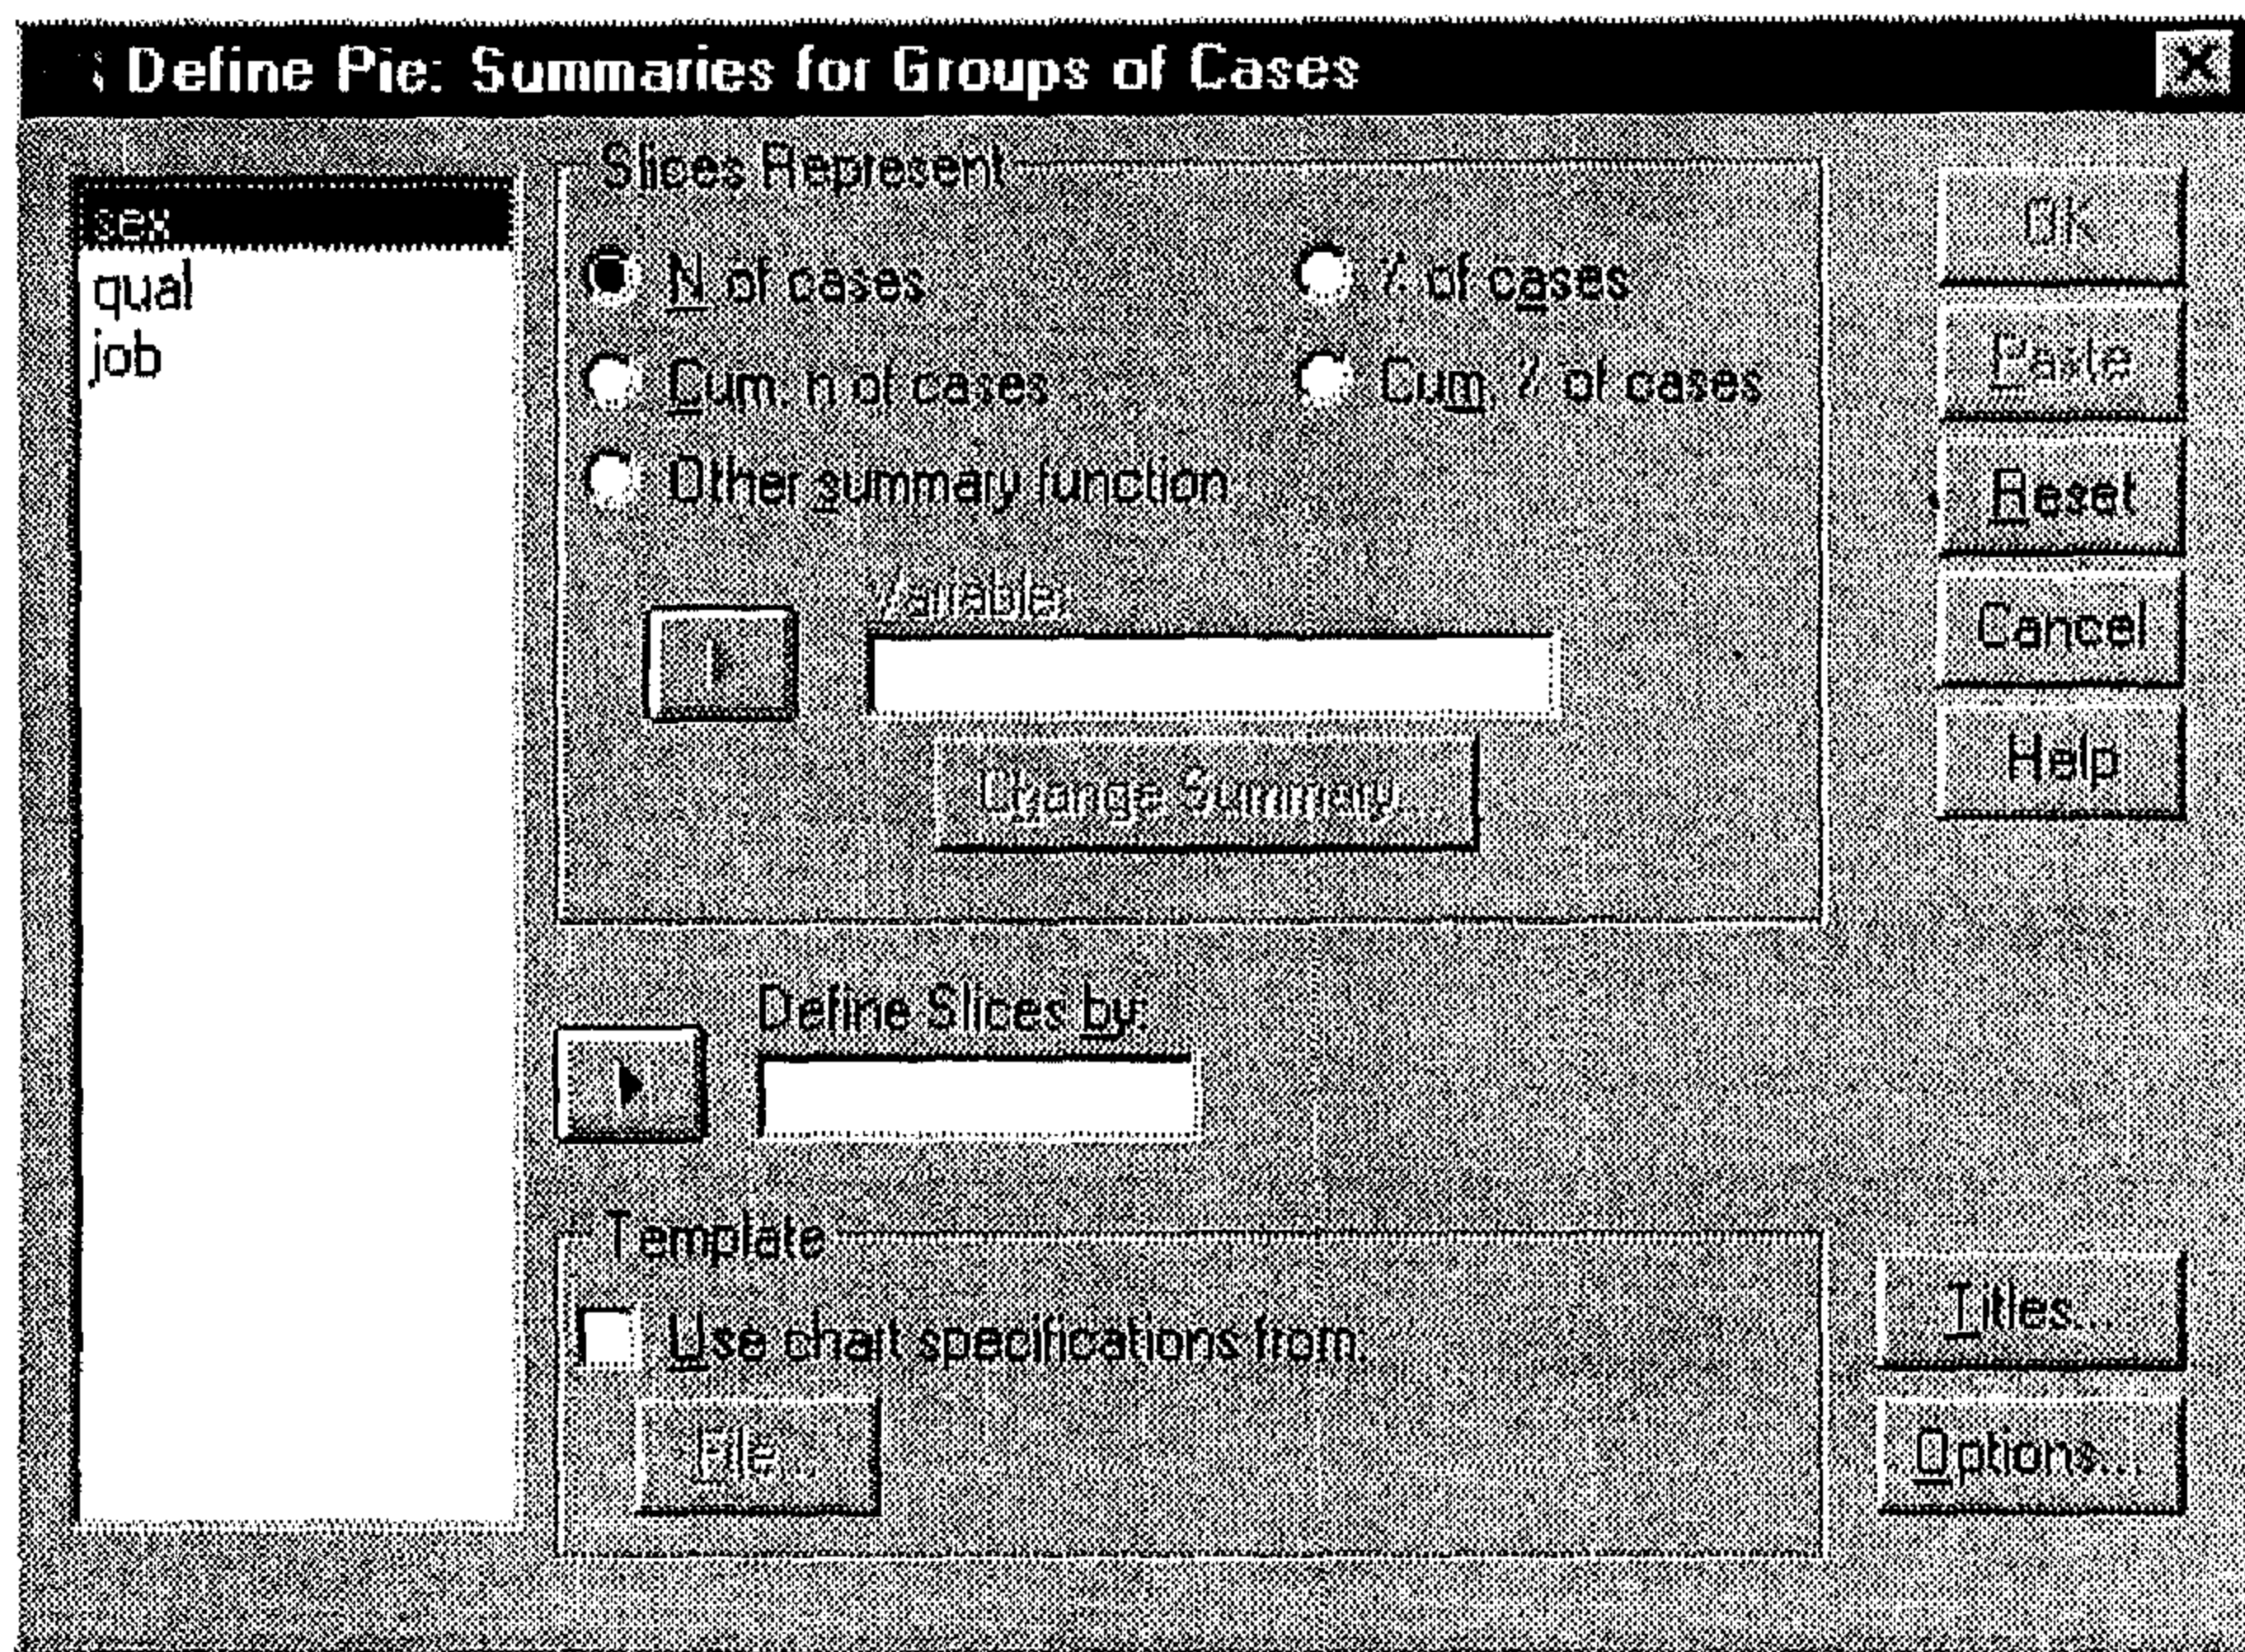 Define Pie: Summaries for Groups of Cases
sex
qual
job
Slices Represent
N of cases
% of cases
Cum. n of cases
Cum. % of cases
Other summary function
Variable:
Change Summary...
Define Slices by:
Template
Use chart specifications from:
File...
OK
Paste
Reset
Cancel
Help
Titles...
Options...